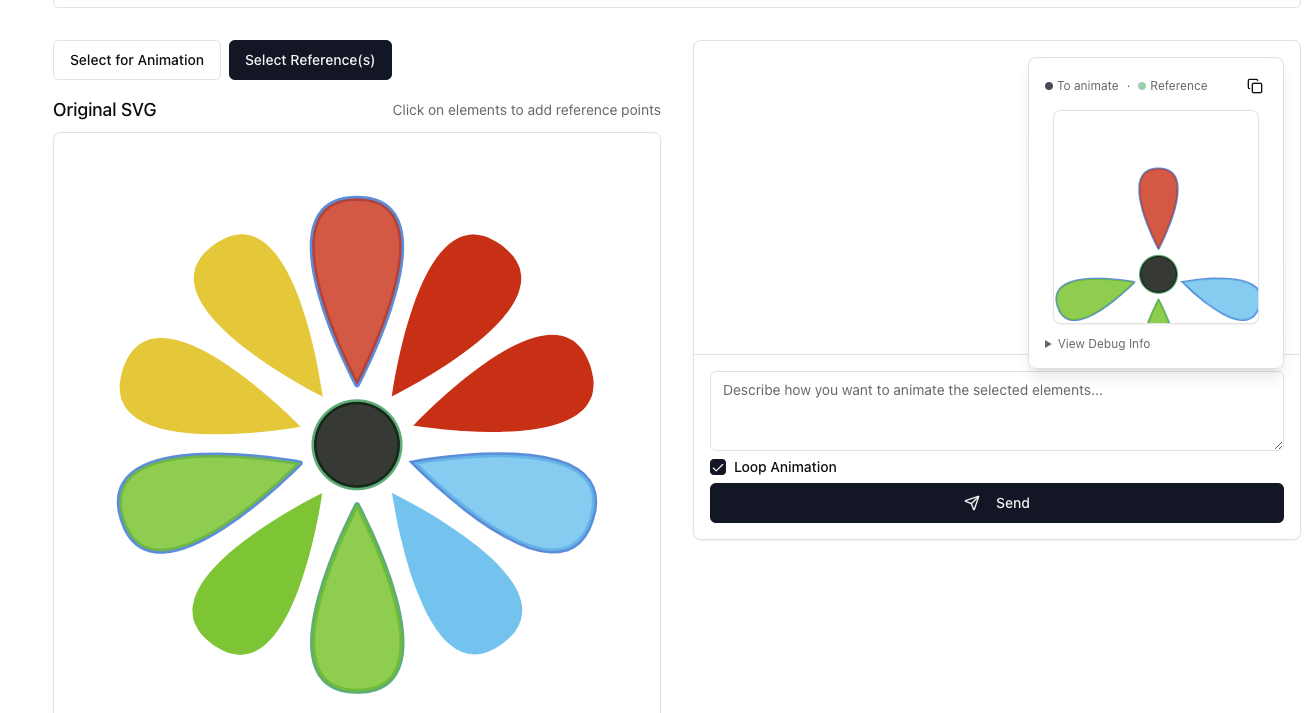 Select for Animation
Select Reference(s)
Original SVG
Click on elements to add reference points
To animate · Reference
View Debug Info
Describe how you want to animate the selected elements...
Loop Animation
Send